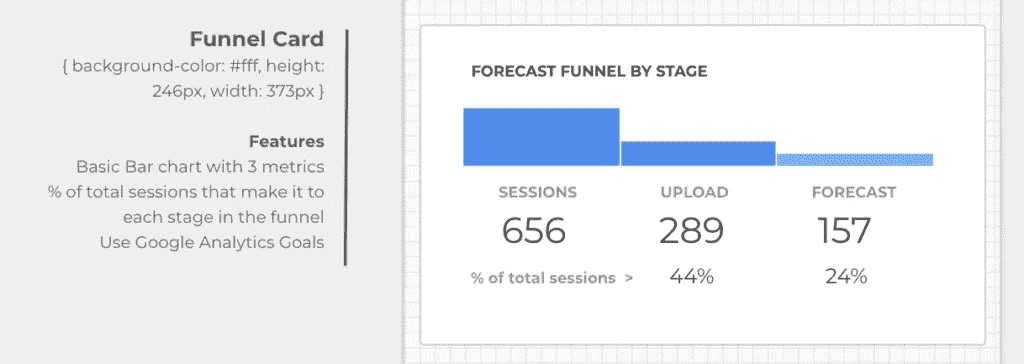 Funnel Card
{ background-color: #fff, height:
246px, width: 373px }
Features
Basic Bar chart with 3 metrics
% of total sessions that make it to
each stage in the funnel
Use Google Analytics Goals
FORECAST FUNNEL BY STAGE
SESSIONS UPLOAD FORECAST
656 289 157
% of total sessions > 44% 24%